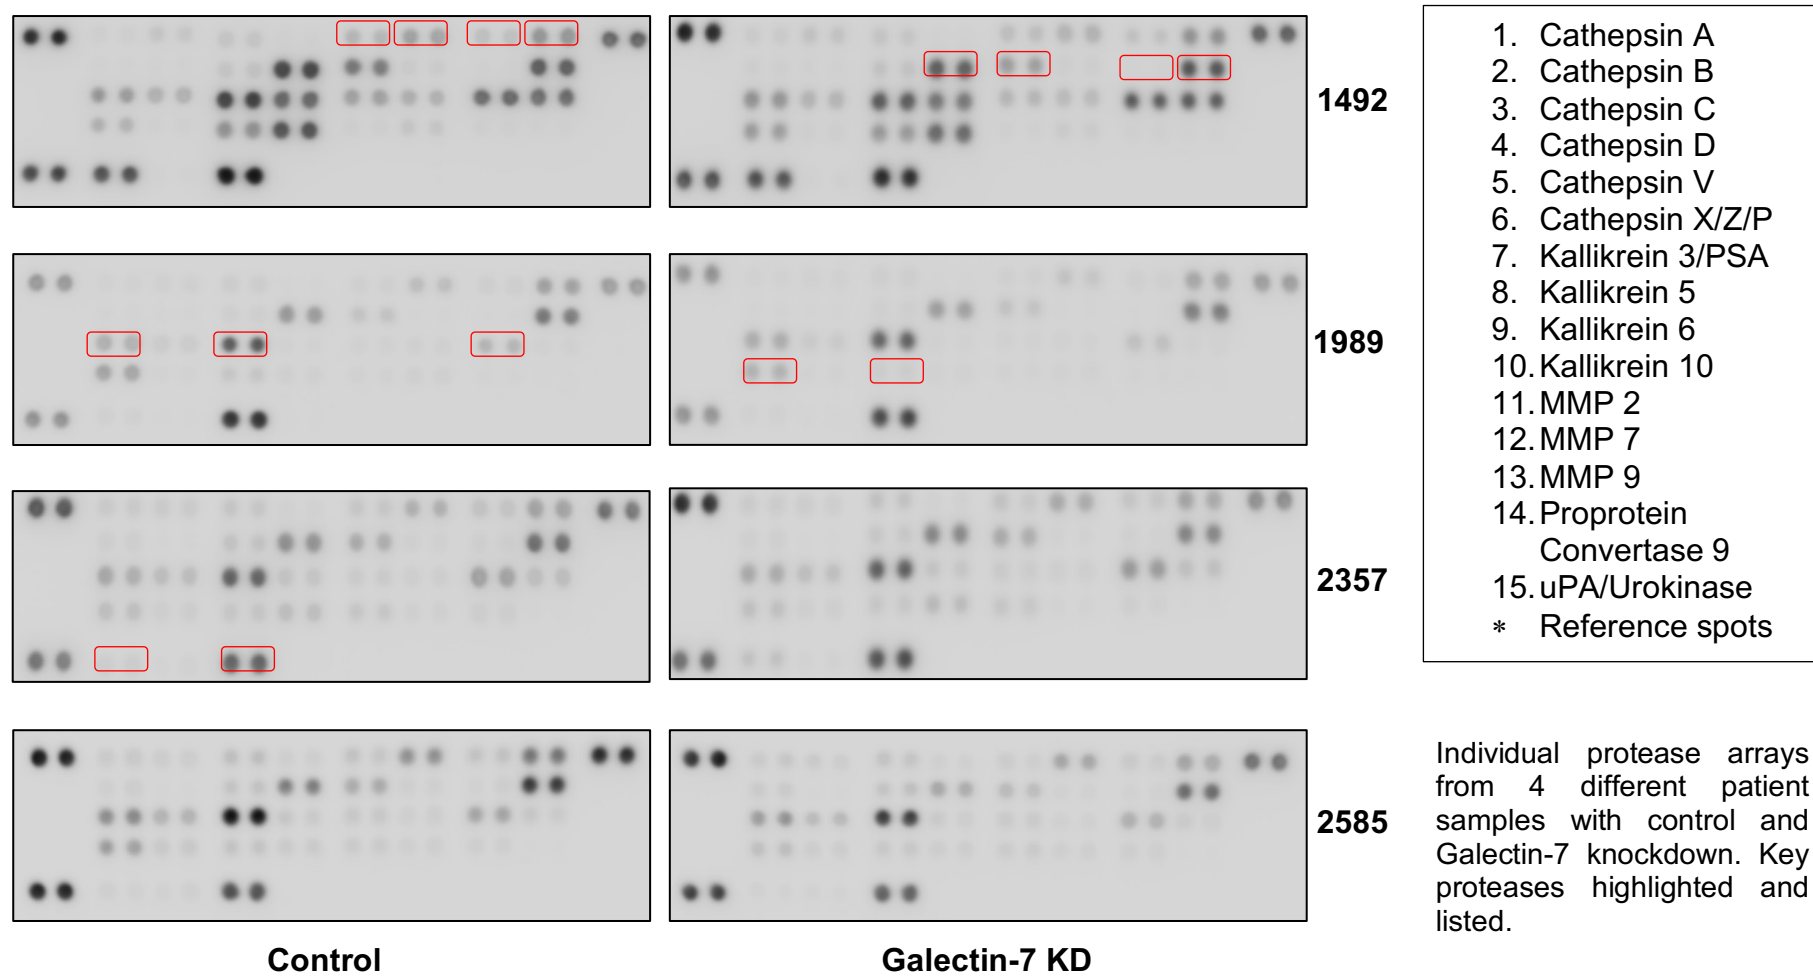 1492
1989
2357
2585
Control
Galectin-7 KD
1. Cathepsin A
2. Cathepsin B
3. Cathepsin C
4. Cathepsin D
5. Cathepsin V
6. Cathepsin X/Z/P
7. Kallikrein 3/PSA
8. Kallikrein 5
9. Kallikrein 6
10. Kallikrein 10
11. MMP 2
12. MMP 7
13. MMP 9
14. Proprotein
Convertase 9
15. uPA/Urokinase
* Reference spots
Individual protease arrays
from 4 different patient
samples with control and
Galectin-7 knockdown. Key
proteases highlighted and
listed.